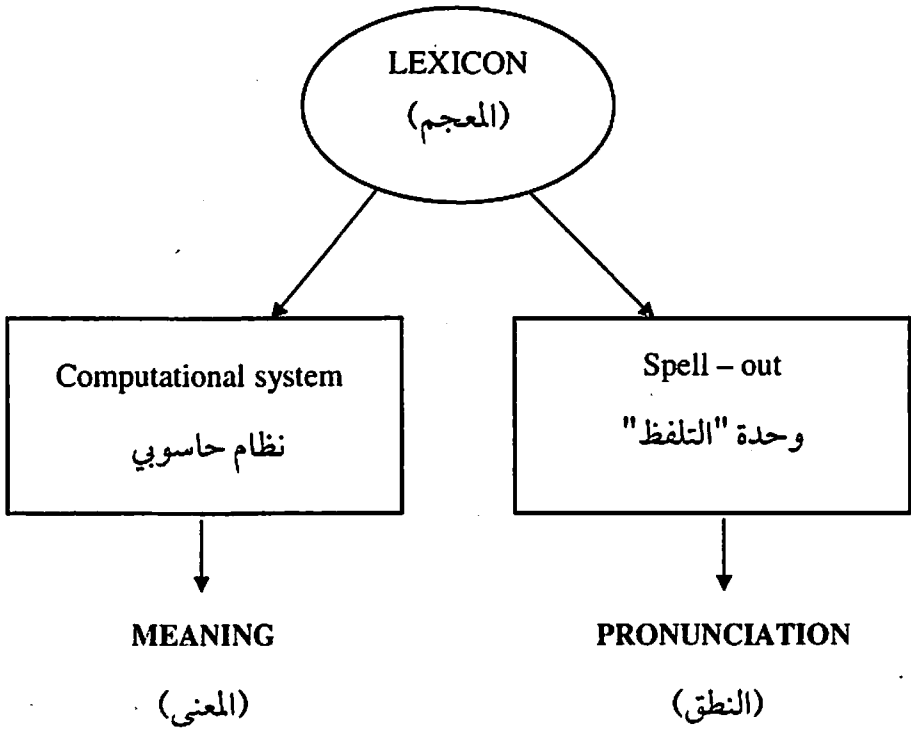 LEXICON
(المعجم)
Computational system
نظام حاسوبي
Spell – out
وحدة "التلفظ"
MEANING
(المعنى)
PRONUNCIATION
(النطق)